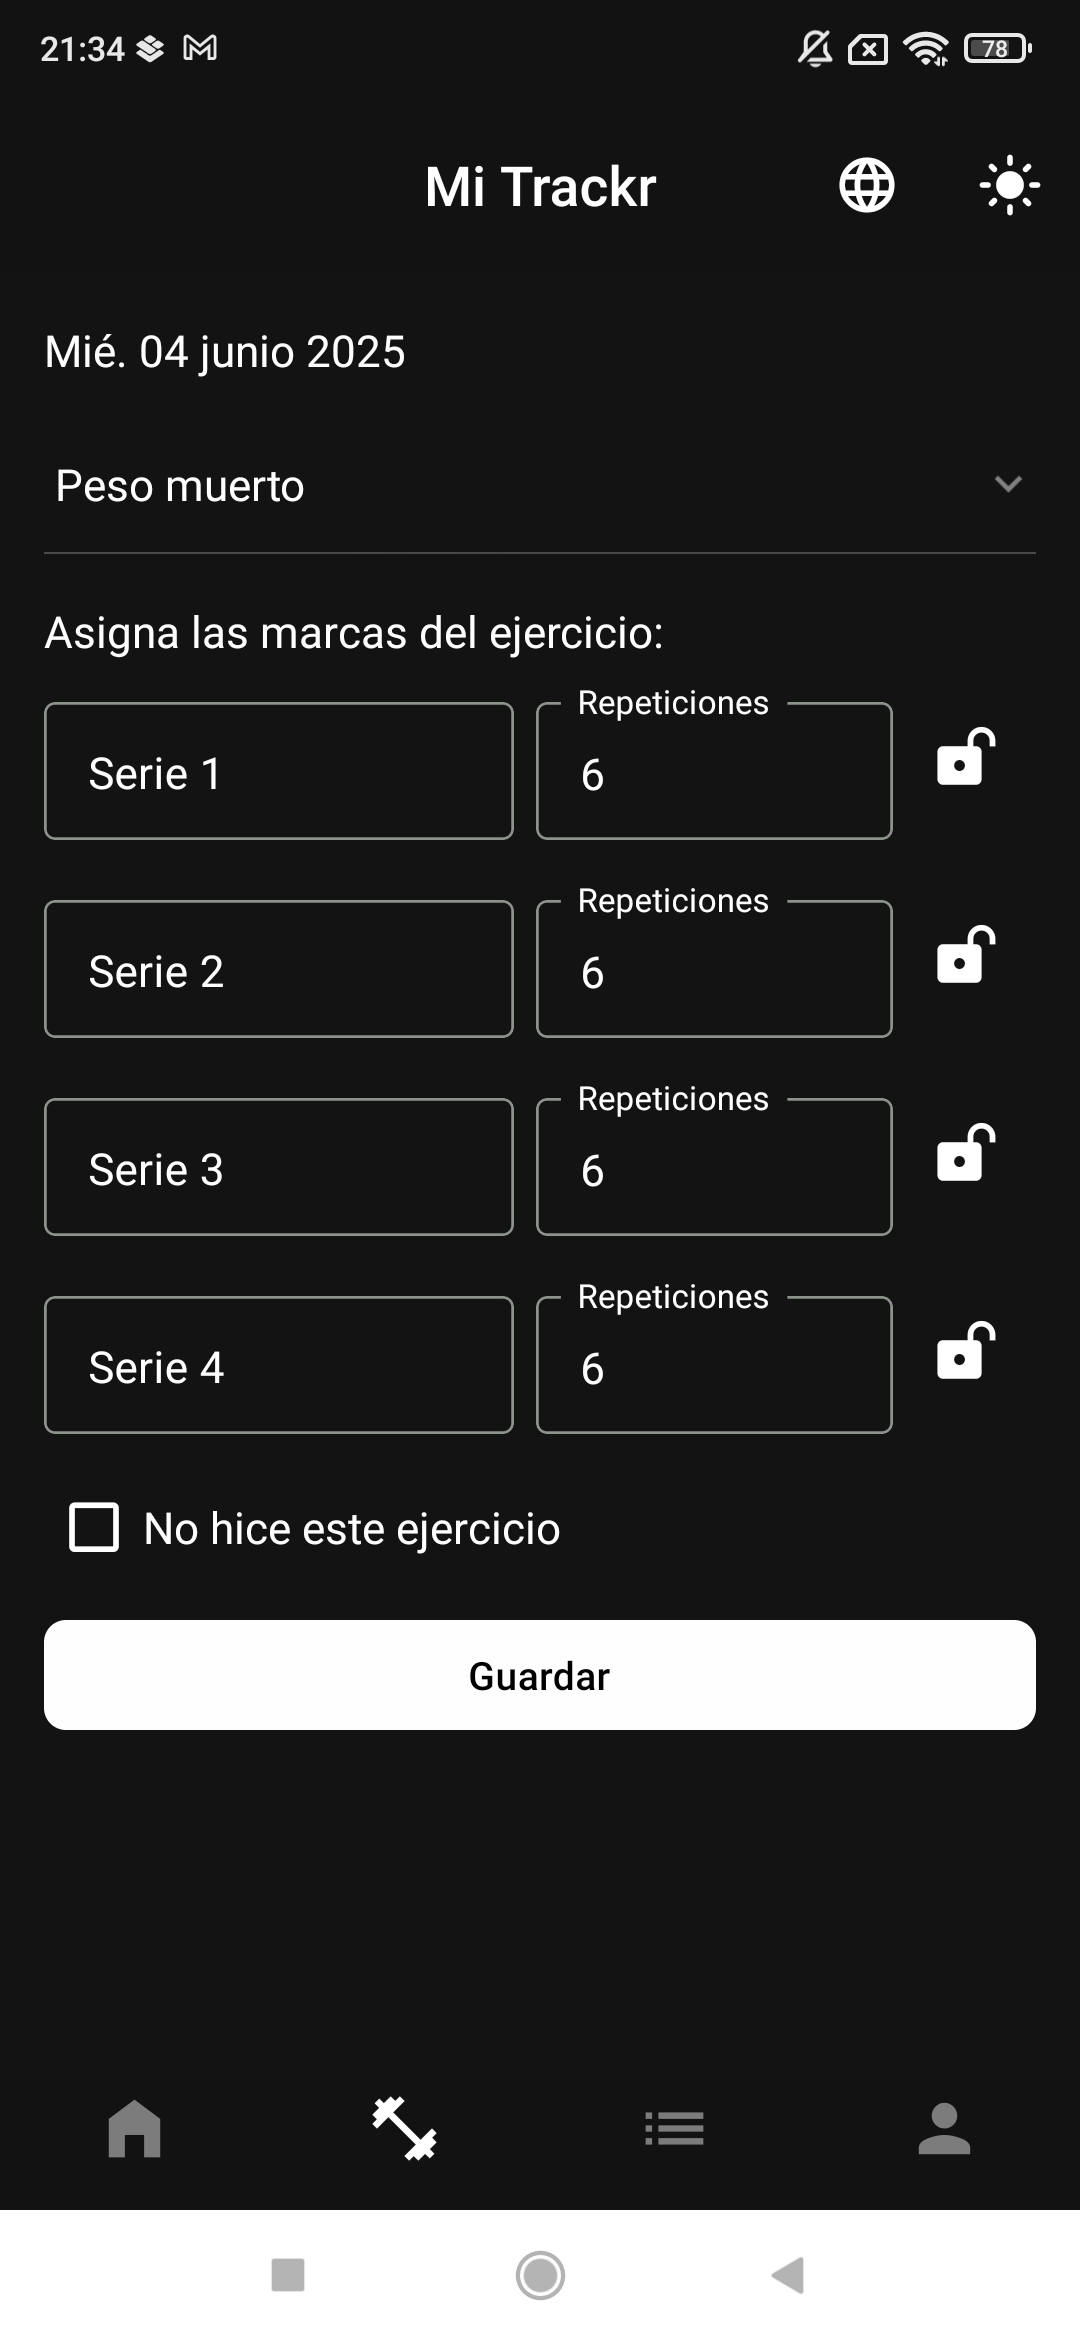 21:34
78
Mi Trackr
Mié. 04 junio 2025
Peso muerto
Asigna las marcas del ejercicio:
Repeticiones
Serie 1
6
Repeticiones
Serie 2
6
Repeticiones
Serie 3
6
Repeticiones
Serie 4
6
No hice este ejercicio
Guardar